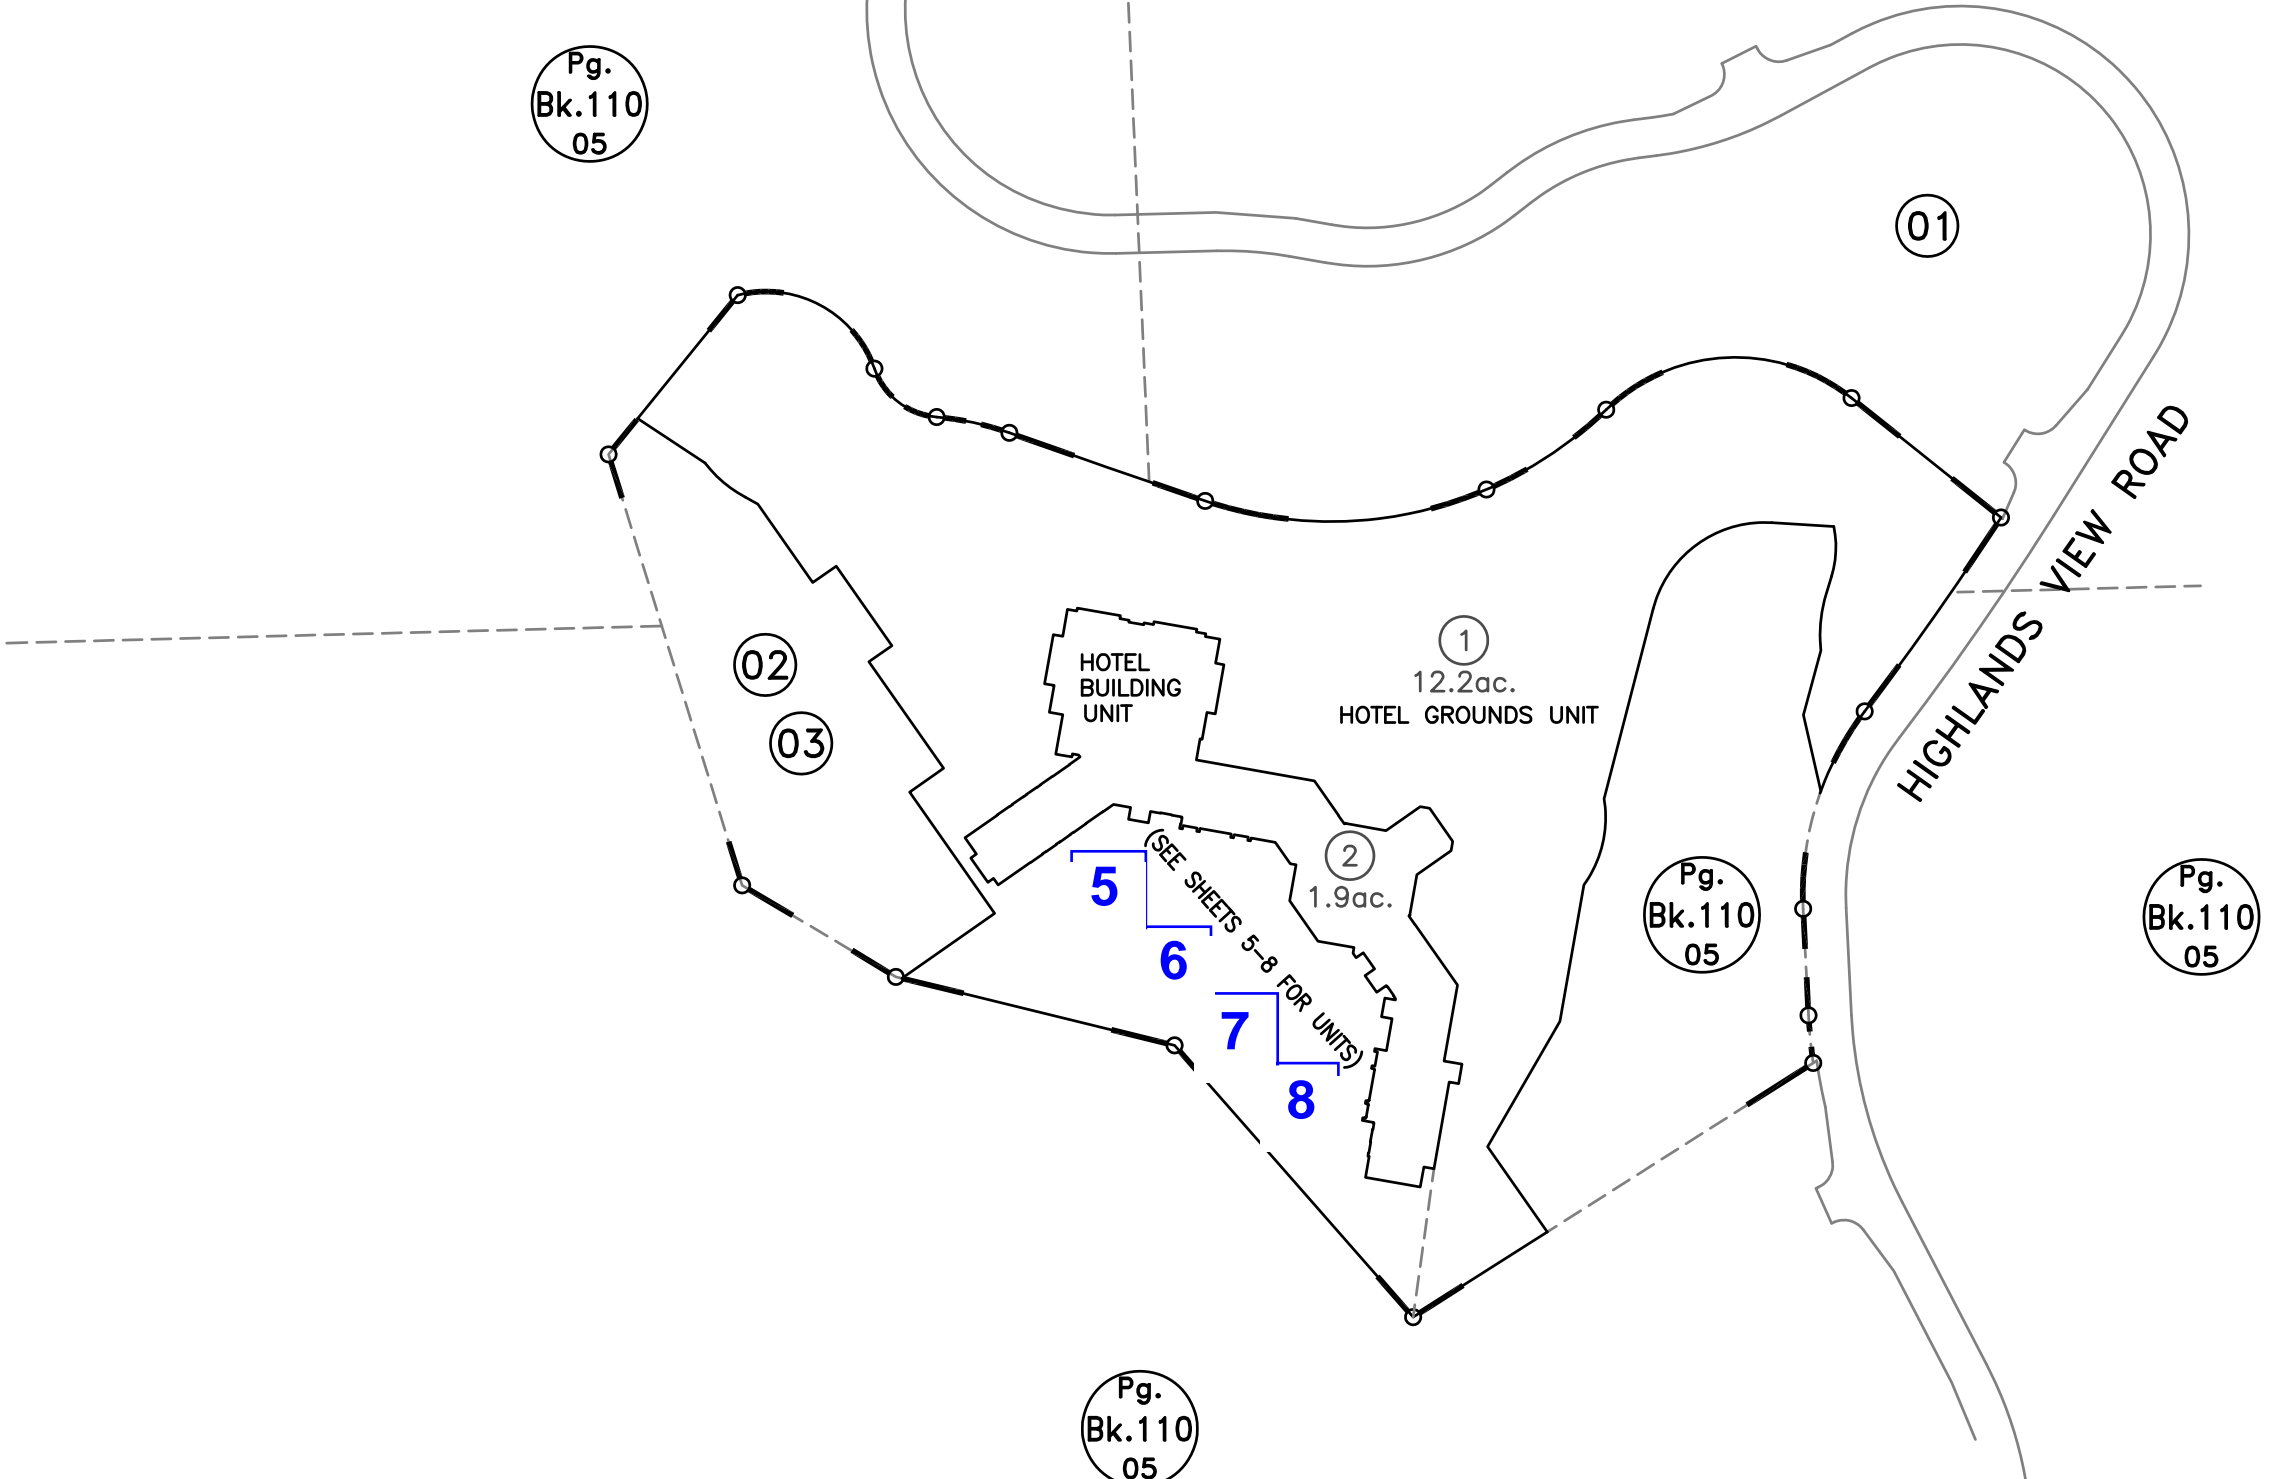 Pg.
Bk.110
05
01
HIGHLANDS VIEW ROAD
02
03
HOTEL
BUILDING
UNIT
1
12.2ac.
HOTEL GROUNDS UNIT
2
1.9ac.
(SEE SHEETS 5-8 FOR UNITS)
5
6
7
8
Pg.
Bk.110
05
Pg.
Bk.110
05
Pg.
Bk.110
05